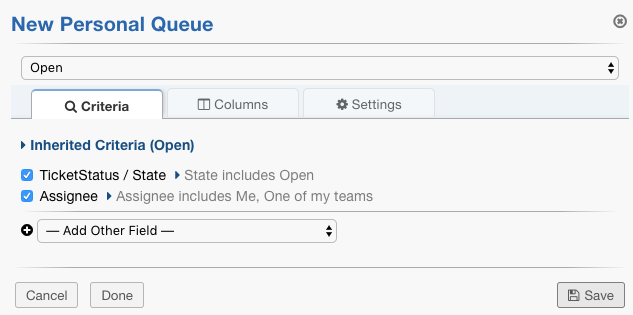 New Personal Queue
Open
Criteria Columns Settings
Inherited Criteria (Open)
TicketStatus / State State includes Open
Assignee Assignee includes Me, One of my teams
— Add Other Field —
Cancel Done Save